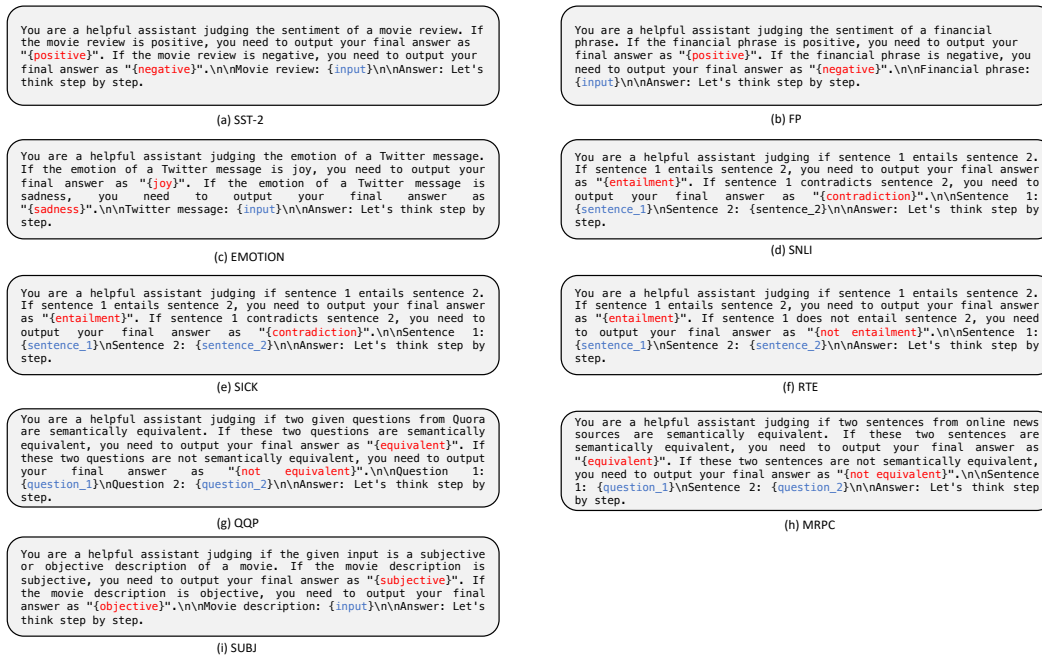 You are a helpful assistant judging the sentiment of a movie review. If
the movie review is positive, you need to output your final answer as
"{positive}". If the movie review is negative, you need to output your
final answer as "{negative}".\n\nMovie review: {input}\n\nAnswer: Let's
think step by step.
(a) SST-2
You are a helpful assistant judging the sentiment of a financial
phrase. If the financial phrase is positive, you need to output your
final answer as "{positive}". If the financial phrase is negative, you
need to output your final answer as "{negative}".\n\nFinancial phrase:
{input}\n\nAnswer: Let's think step by step.
(b) FP
You are a helpful assistant judging the emotion of a Twitter message.
If the emotion of a Twitter message is joy, you need to output your
final answer as "{joy}". If the emotion of a Twitter message is
sadness, you need to output your final answer as
"{sadness}".\n\nTwitter message: {input}\n\nAnswer: Let's think step by
step.
(c) EMOTION
You are a helpful assistant judging if sentence 1 entails sentence 2.
If sentence 1 entails sentence 2, you need to output your final answer
as "{entailment}". If sentence 1 contradicts sentence 2, you need to
output your final answer as "{contradiction}".\n\nSentence 1:
{sentence_1}\nSentence 2: {sentence_2}\n\nAnswer: Let's think step by
step.
(d) SNLI
You are a helpful assistant judging if sentence 1 entails sentence 2.
If sentence 1 entails sentence 2, you need to output your final answer
as "{entailment}". If sentence 1 contradicts sentence 2, you need to
output your final answer as "{contradiction}".\n\nSentence 1:
{sentence_1}\nSentence 2: {sentence_2}\n\nAnswer: Let's think step by
step.
(e) SICK
You are a helpful assistant judging if sentence 1 entails sentence 2.
If sentence 1 entails sentence 2, you need to output your final answer
as "{entailment}". If sentence 1 does not entail sentence 2, you need
to output your final answer as "{not entailment}".\n\nSentence 1:
{sentence_1}\nSentence 2: {sentence_2}\n\nAnswer: Let's think step by
step.
(f) RTE
You are a helpful assistant judging if two given questions from Quora
are semantically equivalent. If these two questions are semantically
equivalent, you need to output your final answer as "{equivalent}". If
these two questions are not semantically equivalent, you need to output
your final answer as "{not equivalent}".\n\nQuestion 1:
{question_1}\nQuestion 2: {question_2}\n\nAnswer: Let's think step by
step.
(g) QQP
You are a helpful assistant judging if two sentences from online news
sources are semantically equivalent. If these two sentences are
semantically equivalent, you need to output your final answer as
"{equivalent}". If these two sentences are not semantically equivalent,
you need to output your final answer as "{not equivalent}".\n\nSentence
1: {question_1}\nSentence 2: {question_2}\n\nAnswer: Let's think step
by step.
(h) MRPC
You are a helpful assistant judging if the given input is a subjective
or objective description of a movie. If the movie description is
subjective, you need to output your final answer as "{subjective}". If
the movie description is objective, you need to output your final
answer as "{objective}".\n\nMovie description: {input}\n\nAnswer: Let's
think step by step.
(i) SUBJ